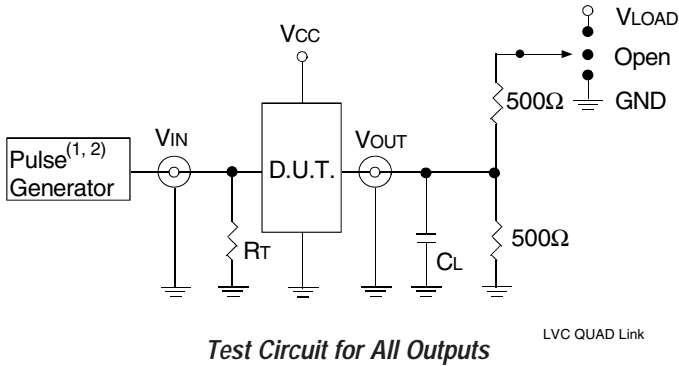 VLOAD
VCC
Open
500Ω
GND
VIN
VOUT
Pulse(1, 2)
Generator
D.U.T.
RT
CL
500Ω
LVC QUAD Link
Test Circuit for All Outputs